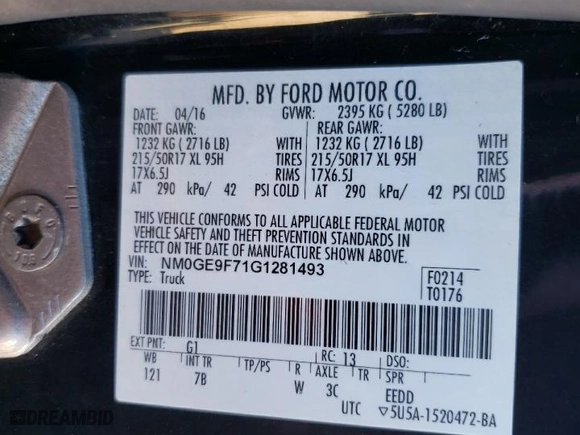 MFD. BY FORD MOTOR CO.
DATE: 04/16 GVWR: 2395 KG ( 5280 LB)
FRONT GAWR: REAR GAWR:
1232 KG ( 2716 LB) WITH 1232 KG ( 2716 LB) WITH
215/50R17 XL 95H TIRES 215/50R17 XL 95H TIRES
17X6.5J RIMS 17X6.5J RIMS
AT 290 kPa/ 42 PSI COLD AT 290 kPa/ 42 PSI COLD
THIS VEHICLE CONFORMS TO ALL APPLICABLE FEDERAL MOTOR
VEHICLE SAFETY AND THEFT PREVENTION STANDARDS IN
EFFECT ON THE DATE OF MANUFACTURE SHOWN ABOVE.
VIN: NM0GE9F71G1281493 F0214
TYPE: Truck T0176
EXT PNT: G1 RC: 13 DSO:
WB INT TR TP/PS R AXLE TR SPR
121 7B W 3C EEDD
UTC 5U5A-1520472-BA
DREAMBID